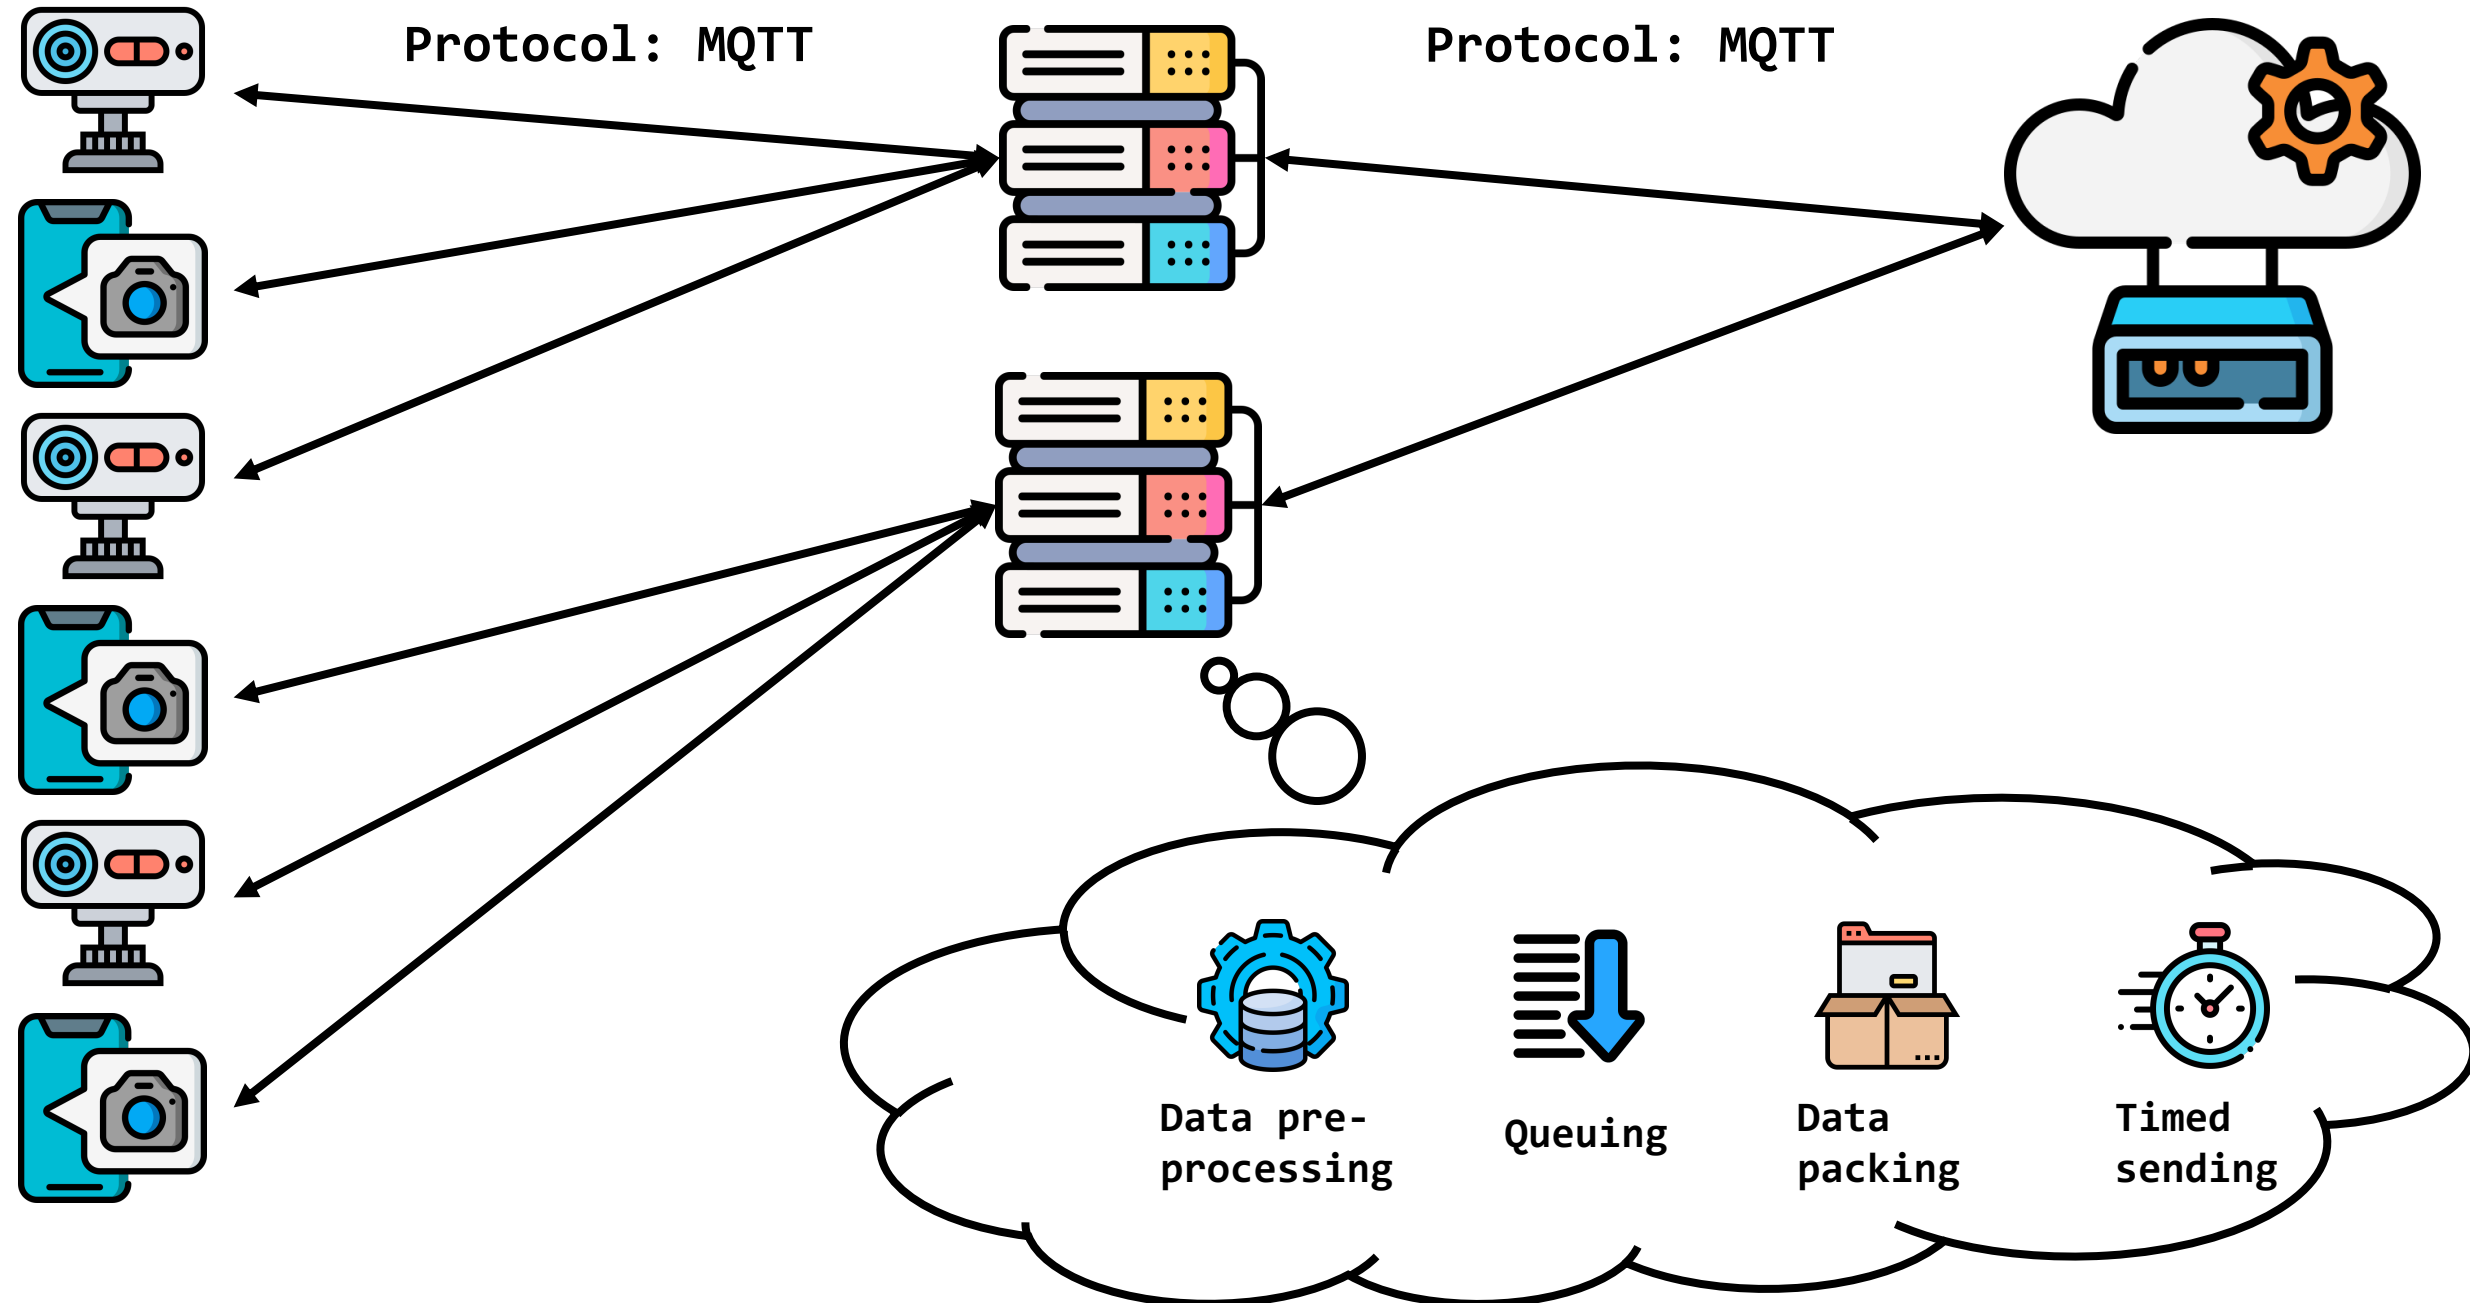 Protocol: MQTT
Protocol: MQTT
Data pre-
processing
Queuing
Data
packing
Timed
sending